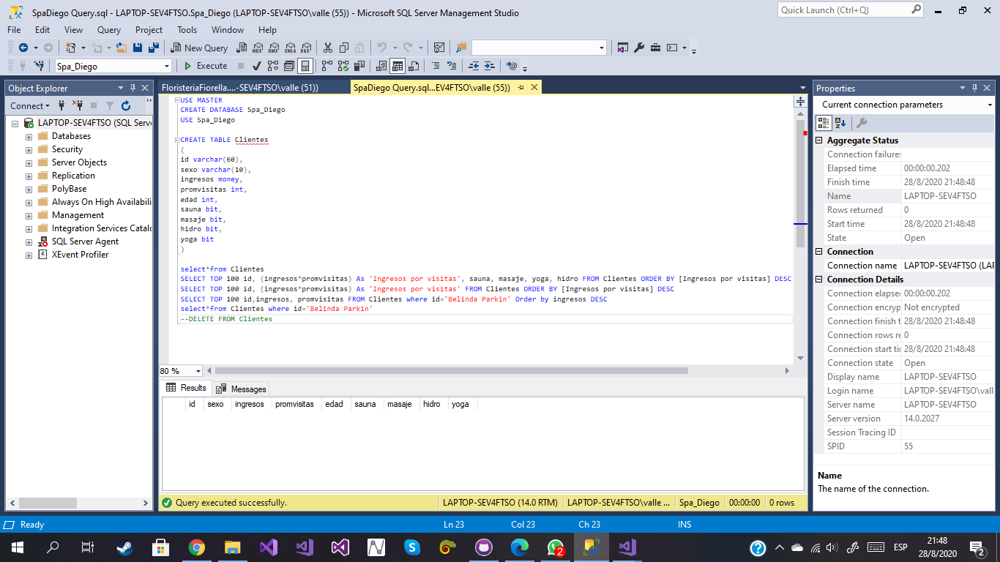 SpaDiego Query.sql - LAPTOP-SEV4FTSO.Spa_Diego (LAPTOP-SEV4FTSO\valle (55)) - Microsoft SQL Server Management Studio
Quick Launch (Ctrl+Q)
File Edit View Query Project Tools Window Help
New Query MDX DMX XMLA DAX
Spa_Diego Execute
Object Explorer
Connect
LAPTOP-SEV4FTSO (SQL Serve
Databases
Security
Server Objects
Replication
PolyBase
Always On High Availabili
Management
Integration Services Catalo
SQL Server Agent
XEvent Profiler
FloristeriaFiorella....-SEV4FTSO\valle (51)) SpaDiego Query.sql...EV4FTSO\valle (55))
USE MASTER
CREATE DATABASE Spa_Diego
USE Spa_Diego
CREATE TABLE Clientes
(
id varchar(60),
sexo varchar(10),
ingresos money,
promvisitas int,
edad int,
sauna bit,
masaje bit,
hidro bit,
yoga bit
)
select*from Clientes
SELECT TOP 100 id, (ingresos*promvisitas) As 'Ingresos por visitas', sauna, masaje, yoga, hidro FROM Clientes ORDER BY [Ingresos por visitas] DESC
SELECT TOP 100 id, (ingresos*promvisitas) As 'Ingresos por visitas' FROM Clientes ORDER BY [Ingresos por visitas] DESC
SELECT TOP 100 id,ingresos, promvisitas FROM Clientes where id='Belinda Parkin' Order by ingresos DESC
select*from Clientes where id='Belinda Parkin'
--DELETE FROM Clientes
80 %
Results Messages
id sexo ingresos promvisitas edad sauna masaje hidro yoga
Query executed successfully. LAPTOP-SEV4FTSO (14.0 RTM) LAPTOP-SEV4FTSO\valle ... Spa_Diego 00:00:00 0 rows
Properties
Current connection parameters
Aggregate Status
Connection failures
Elapsed time 00:00:00.202
Finish time 28/8/2020 21:48:48
Name LAPTOP-SEV4FTSO
Rows returned 0
Start time 28/8/2020 21:48:48
State Open
Connection
Connection name LAPTOP-SEV4FTSO (LAP
Connection Details
Connection elapse 00:00:00.202
Connection encryp Not encrypted
Connection finish t 28/8/2020 21:48:48
Connection rows re 0
Connection start tir 28/8/2020 21:48:48
Connection state Open
Display name LAPTOP-SEV4FTSO
Login name LAPTOP-SEV4FTSO\vall
Server name LAPTOP-SEV4FTSO
Server version 14.0.2027
Session Tracing ID
SPID 55
Name
The name of the connection.
Ready Ln 23 Col 23 Ch 23 INS
2 ESP 21:48
28/8/2020 2